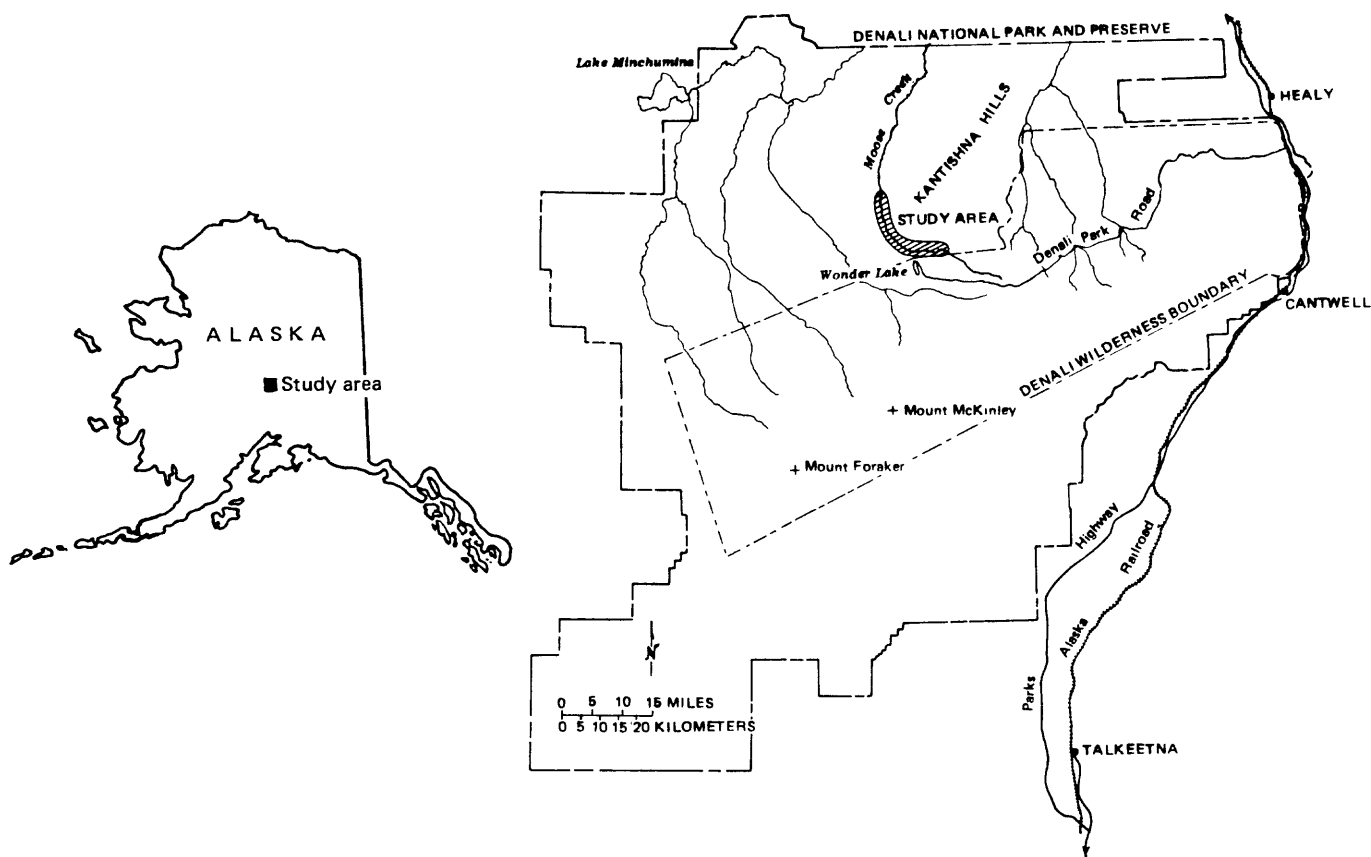 ALASKA
Study area
DENALI NATIONAL PARK AND PRESERVE
Lake Minchumina
HEALY
Moose Creek
KANTISHNA HILLS
STUDY AREA
Denali Park Road
Wonder Lake
CANTWELL
DENALI WILDERNESS BOUNDARY
Mount McKinley
Mount Foraker
Parks Highway
Alaska Railroad
N
0 5 10 15 MILES
0 5 10 15 20 KILOMETERS
TALKEETNA